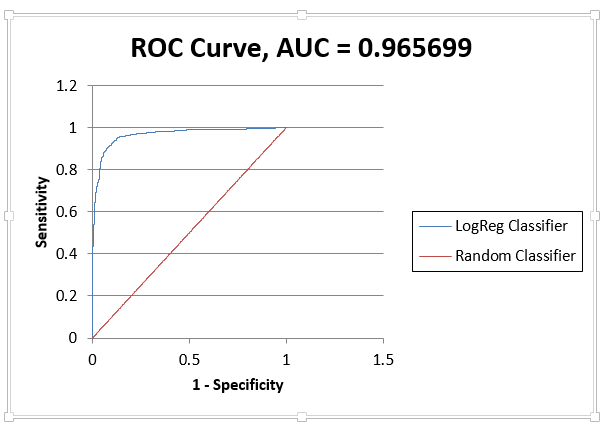 ROC Curve, AUC = 0.965699
1.2
1
0.8
0.6
0.4
0.2
0
Sensitivity
0 0.5 1 1.5
1 - Specificity
LogReg Classifier
Random Classifier